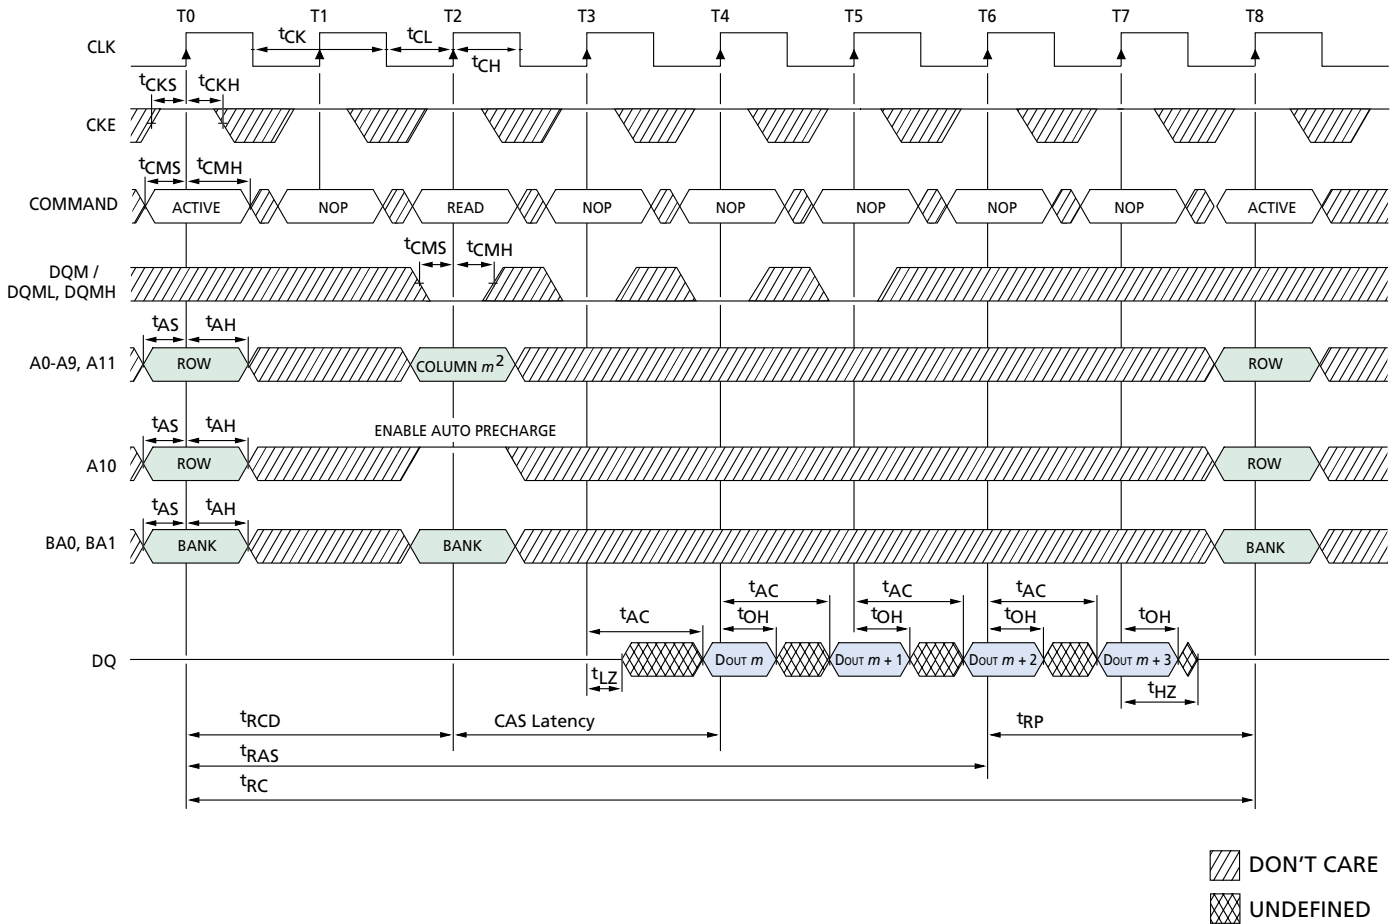 T0 T1 T2 T3 T4 T5 T6 T7 T8
CLK
tCK tCL
tCH
tCKS tCKH
CKE
tCMS tCMH
COMMAND ACTIVE NOP READ NOP NOP NOP NOP NOP ACTIVE
tCMS tCMH
DQM /
DQML, DQMH
tAS tAH
A0-A9, A11 ROW COLUMN m2 ROW
tAS tAH
ENABLE AUTO PRECHARGE
A10 ROW ROW
tAS tAH
BA0, BA1 BANK BANK BANK
tAC tAC tAC
tAC tOH tOH tOH tOH
DQ DOUT m DOUT m + 1 DOUT m + 2 DOUT m + 3
tLZ tHZ
tRCD CAS Latency tRP
tRAS
tRC
DON'T CARE
UNDEFINED